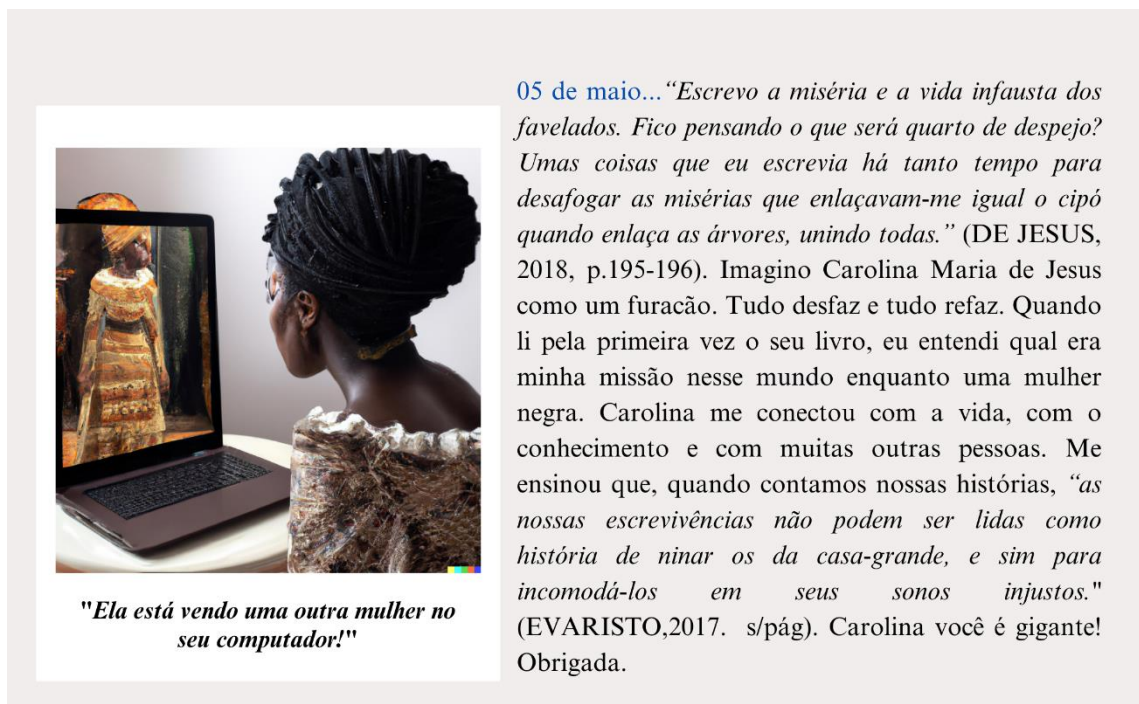 05 de maio...“Escrevo a miséria e a vida infausta dos
favelados. Fico pensando o que será quarto de despejo?
Umas coisas que eu escrevia há tanto tempo para
desafogar as misérias que enlaçavam-me igual o cipó
quando enlaça as árvores, unindo todas.” (DE JESUS,
2018, p.195-196). Imagino Carolina Maria de Jesus
como um furacão. Tudo desfaz e tudo refaz. Quando
li pela primeira vez o seu livro, eu entendi qual era
minha missão nesse mundo enquanto uma mulher
negra. Carolina me conectou com a vida, com o
conhecimento e com muitas outras pessoas. Me
ensinou que, quando contamos nossas histórias, “as
nossas escrevivências não podem ser lidas como
história de ninar os da casa-grande, e sim para
incomodá-los em seus sonos injustos."
(EVARISTO,2017. s/pág). Carolina você é gigante!
Obrigada.
"Ela está vendo uma outra mulher no
seu computador!"